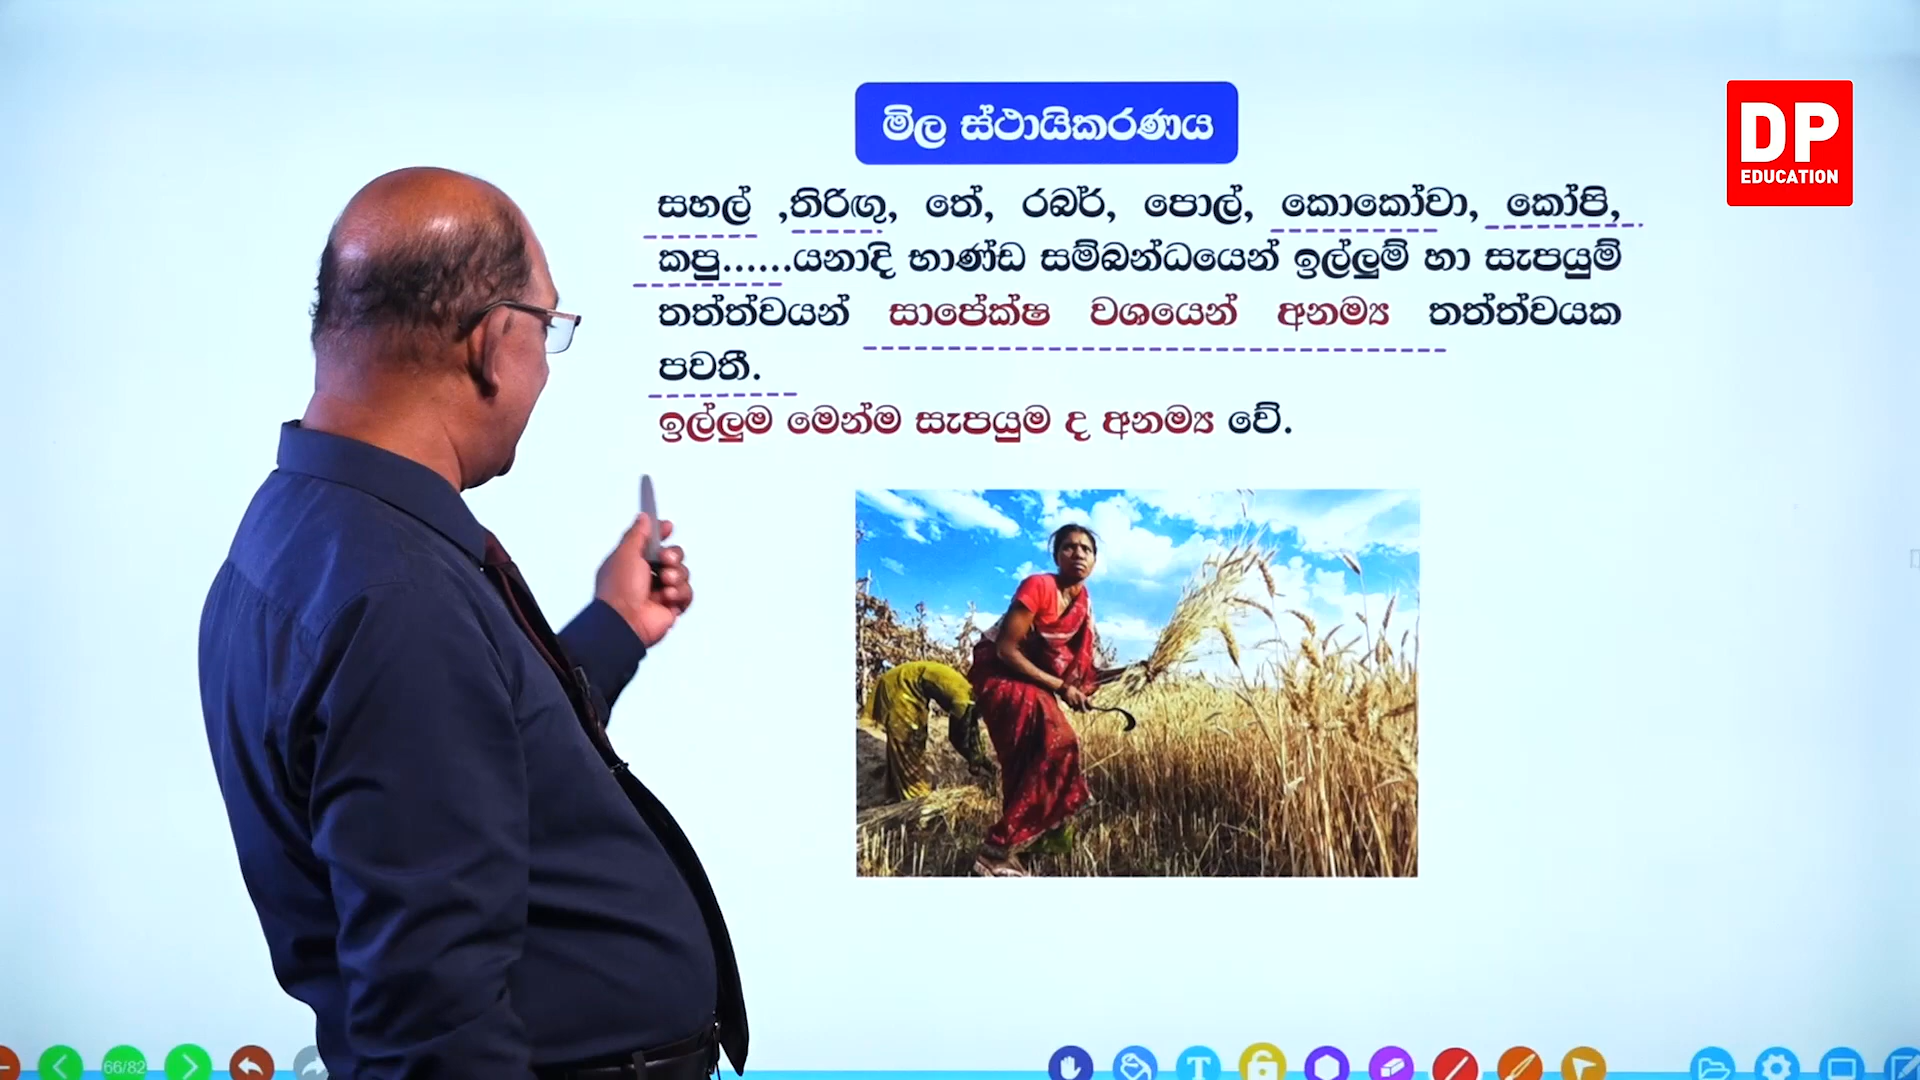 මිල ස්ථායිකරණය
DP
EDUCATION
සහල් ,තිරිඟු, තේ, රබර්, පොල්, කොකෝවා, කෝපි,
කපු......යනාදි භාණ්ඩ සම්බන්ධයෙන් ඉල්ලුම් හා සැපයුම්
තත්ත්වයන් සාපේක්ෂ වශයෙන් අනම්‍ය තත්ත්වයක
පවතී.
ඉල්ලුම මෙන්ම සැපයුම ද අනම්‍ය වේ.
66/82
T